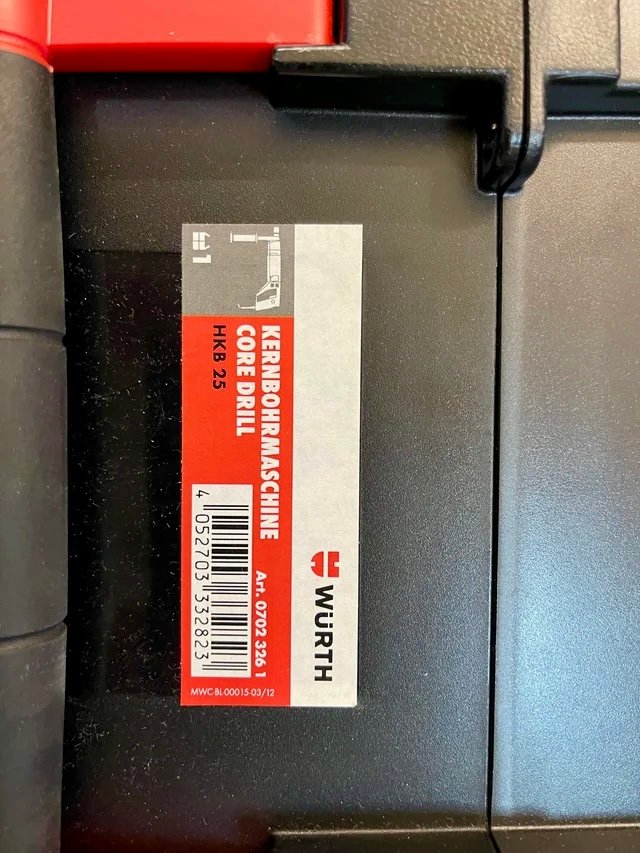 WÜRTH
1
KERNBOHRMASCHINE
CORE DRILL
HKB 25
Art. 0702 326 1
4 052703 332823
MWC-BL-00015-03/12